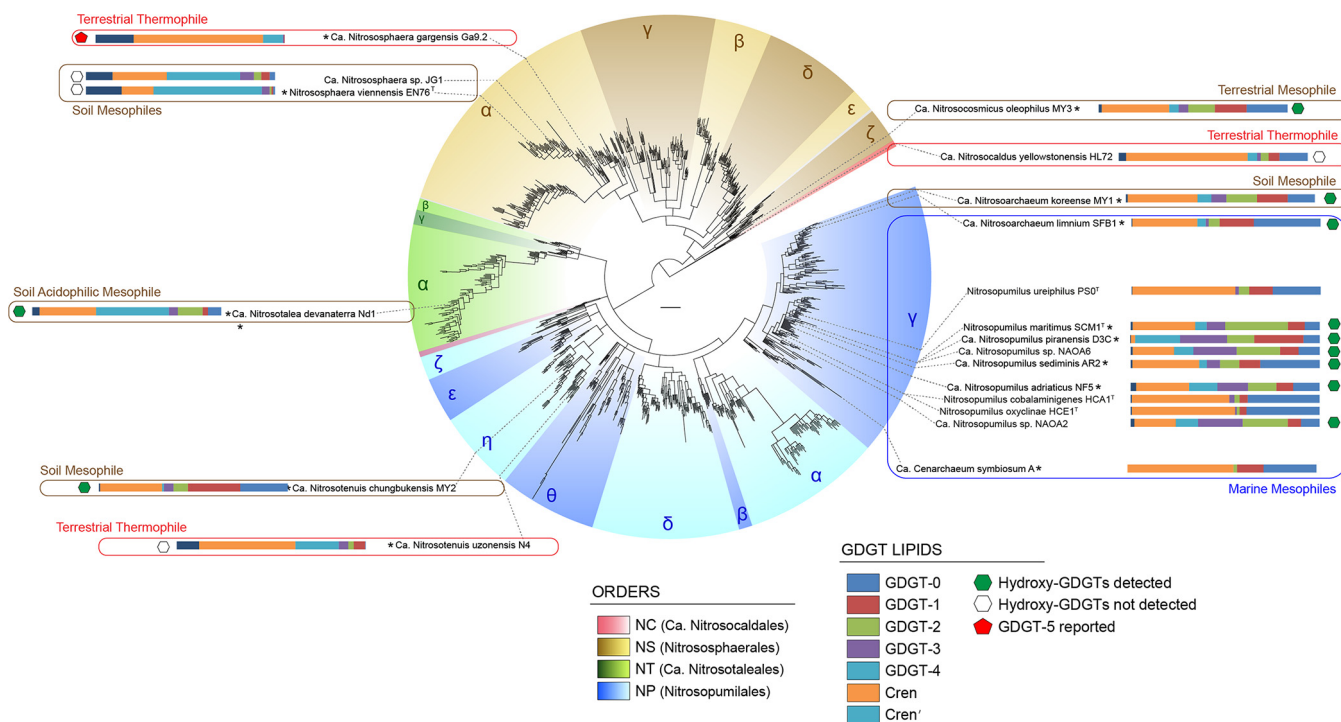 Terrestrial Thermophile
* Ca. Nitrososphaera gargensis Ga9.2
Ca. Nitrososphaera sp. JG1
* Nitrososphaera viennensis EN76T
Soil Mesophiles
Soil Acidophilic Mesophile
* Ca. Nitrosotalea devanaterra Nd1
*
Soil Mesophile
* Ca. Nitrosotenuis chungbukensis MY2
Terrestrial Thermophile
* Ca. Nitrosotenuis uzonensis N4
γ
β
δ
ε
ζ
α
β
γ
α
ζ
ε
η
θ
δ
β
α
γ
Terrestrial Mesophile
Ca. Nitrosocosmicus oleophilus MY3 *
Terrestrial Thermophile
Ca. Nitrosocaldus yellowstonensis HL72
Soil Mesophile
Ca. Nitrosoarchaeum koreense MY1 *
Ca. Nitrosoarchaeum limnium SFB1 *
Nitrosopumilus ureiphilus PS0T
Nitrosopumilus maritimus SCM1T *
Ca. Nitrosopumilus piranensis D3C *
Ca. Nitrosopumilus sp. NAOA6
Ca. Nitrosopumilus sediminis AR2 *
Ca. Nitrosopumilus adriaticus NF5 *
Nitrosopumilus cobalaminigenes HCA1T
Nitrosopumilus oxyclinae HCE1T
Ca. Nitrosopumilus sp. NAOA2
Ca. Cenarchaeum symbiosum A *
Marine Mesophiles
ORDERS
NC (Ca. Nitrosocaldales)
NS (Nitrososphaerales)
NT (Ca. Nitrosotaleales)
NP (Nitrosopumilales)
GDGT LIPIDS
GDGT-0
GDGT-1
GDGT-2
GDGT-3
GDGT-4
Cren
Cren′
Hydroxy-GDGTs detected
Hydroxy-GDGTs not detected
GDGT-5 reported